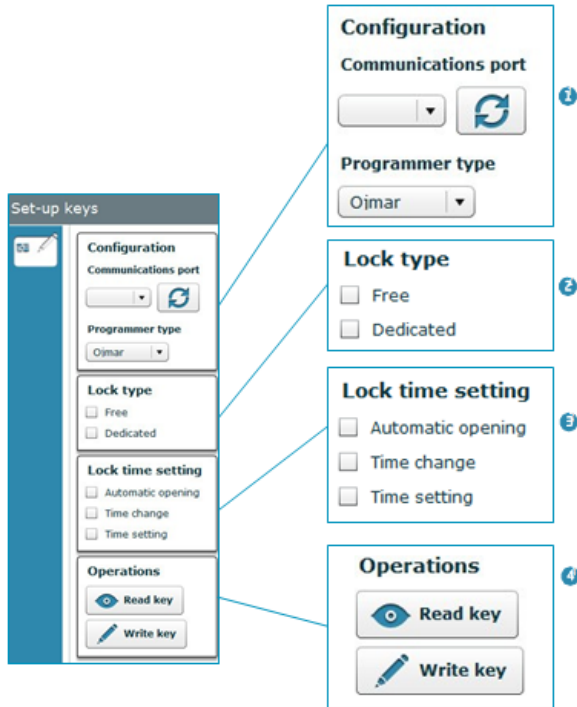 Set-up keys
Configuration
Communications port
Programmer type
Ojmar
Lock type
Free
Dedicated
Lock time setting
Automatic opening
Time change
Time setting
Operations
Read key
Write key
Configuration
Communications port
1
Programmer type
Ojmar
Lock type
2
Free
Dedicated
Lock time setting
3
Automatic opening
Time change
Time setting
Operations
4
Read key
Write key